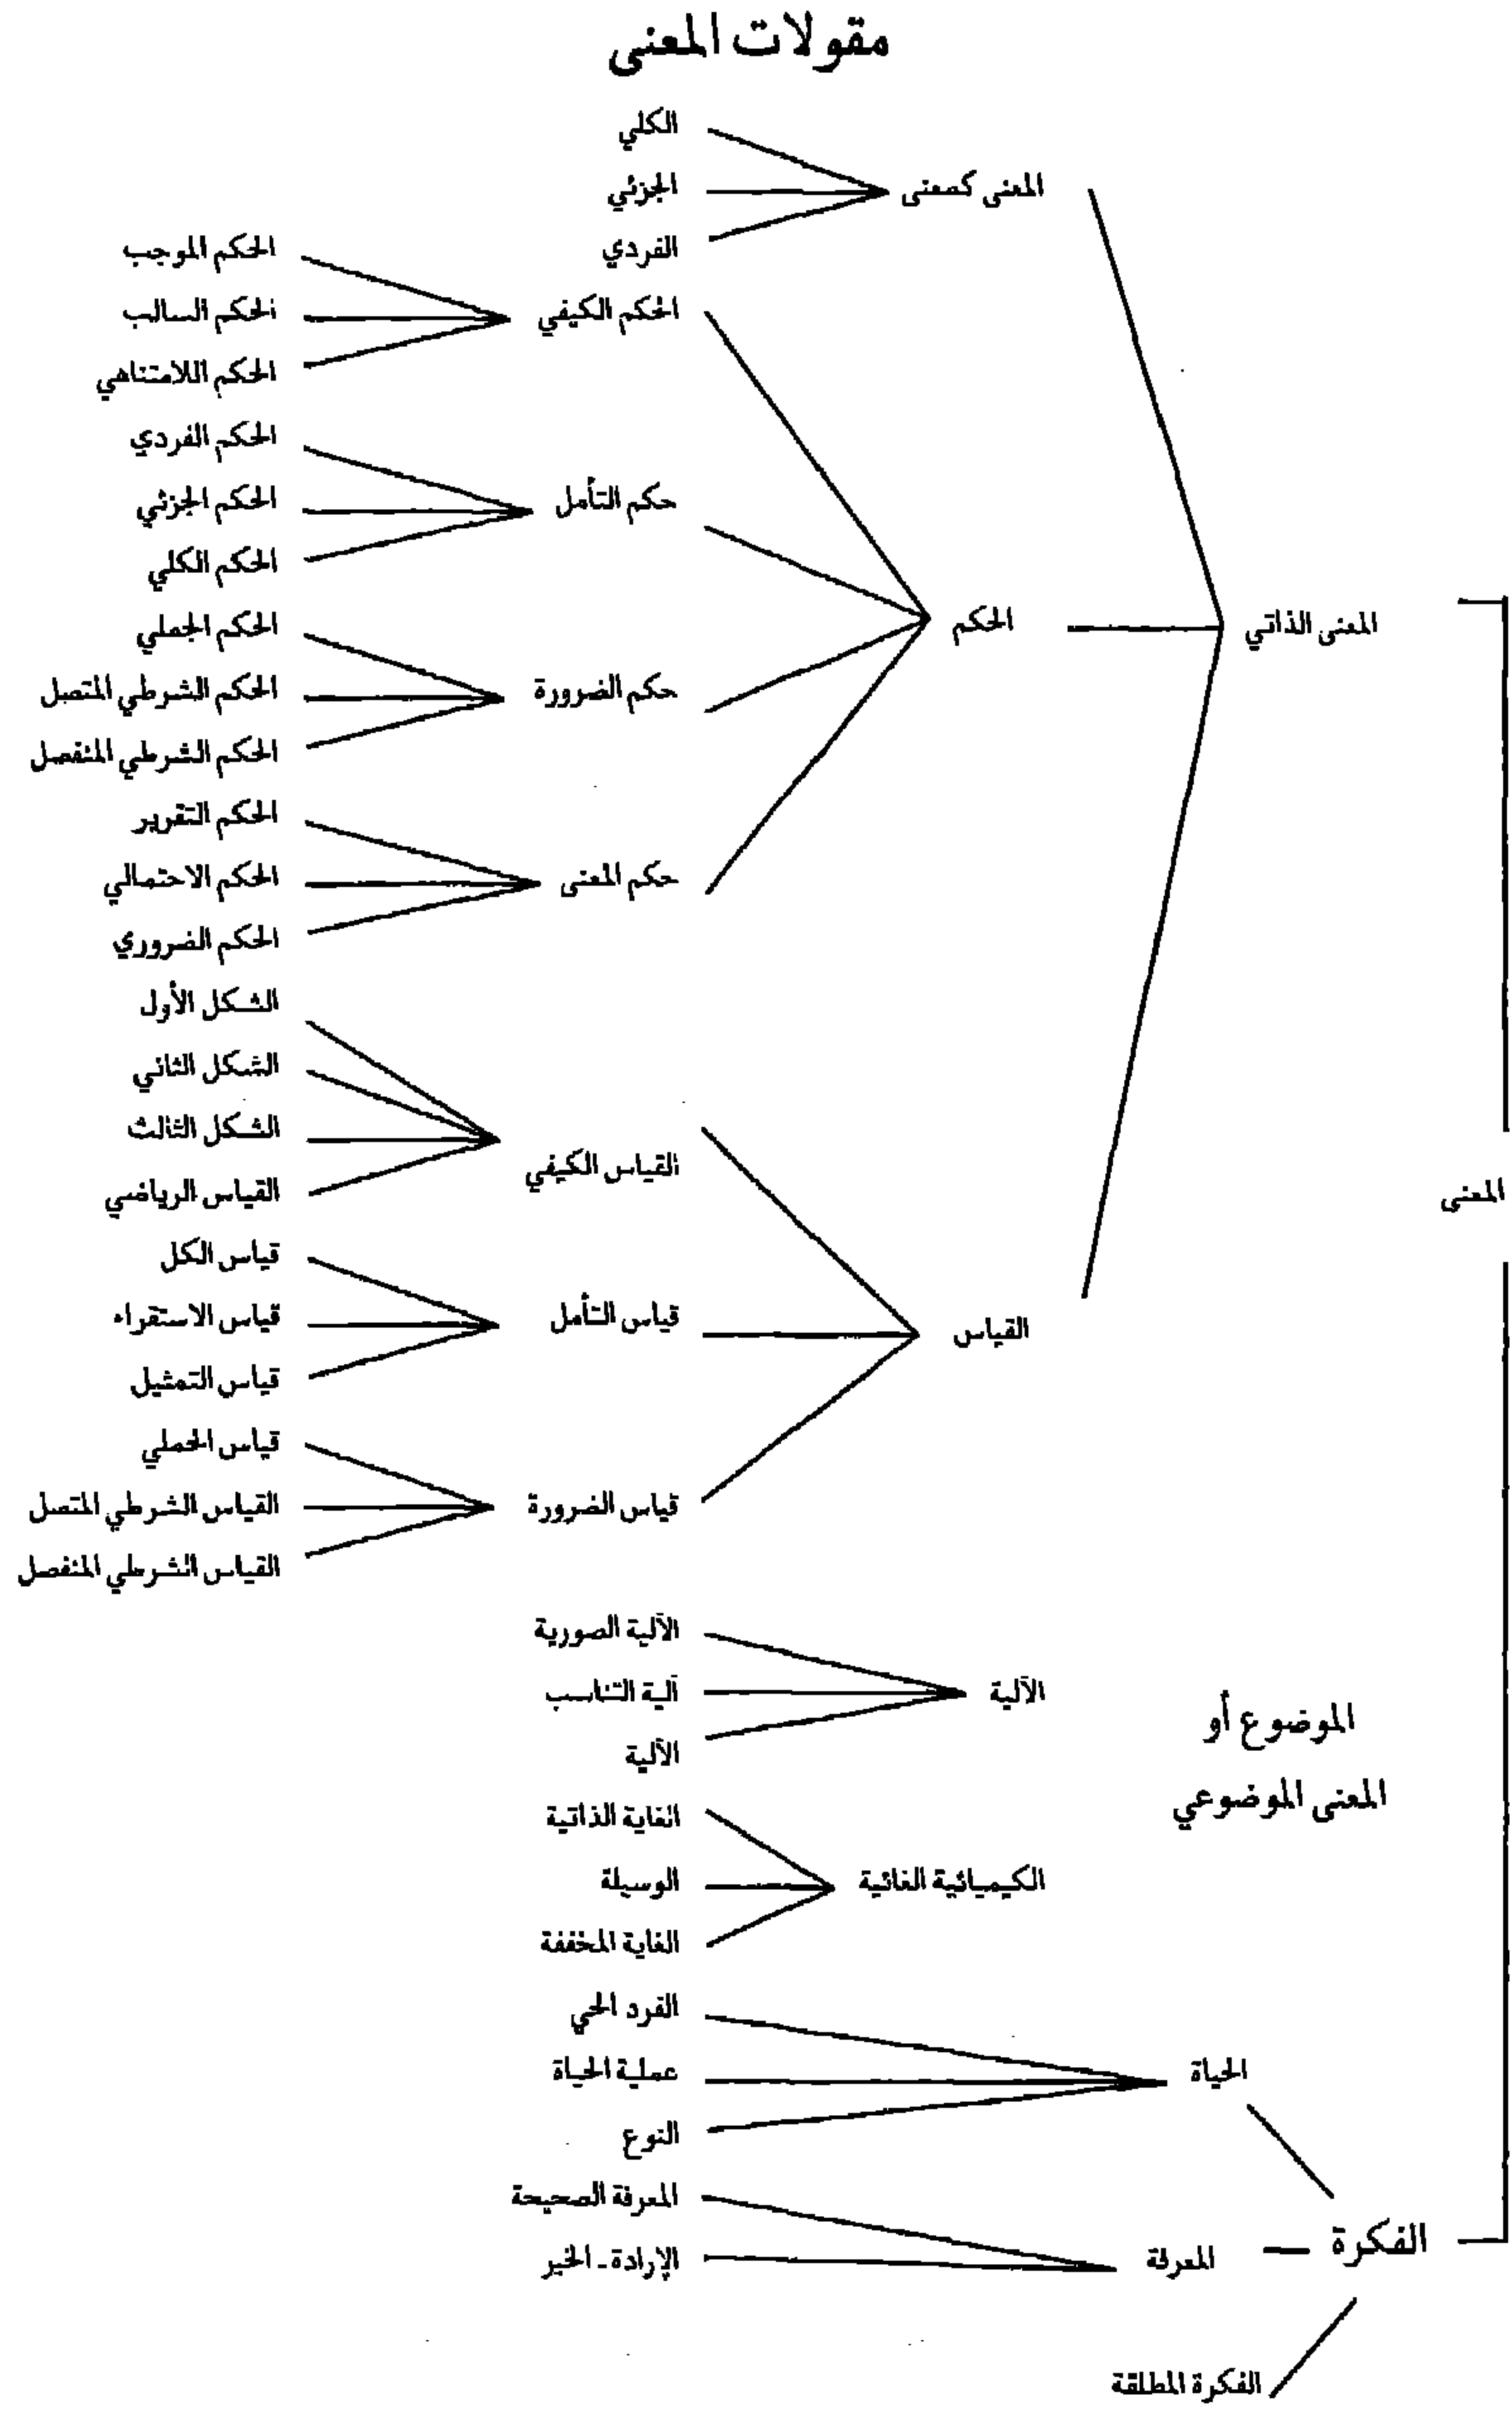 مقولات المعنى
المعنى
المعنى الذاتي
المعنى كمعنى
الكلي
الجزئي
الفردي
الحكم
الحكم الكيفي
الحكم الموجب
الحكم السالب
الحكم اللامتناهي
حكم التأمل
الحكم الفردي
الحكم الجزئي
الحكم الكلي
حكم الضرورة
الحكم الجملي
الحكم الشرطي المتصل
الحكم الشرطي المنفصل
حكم المعنى
الحكم التقرير
الحكم الاحتمالي
الحكم الضروري
القياس
القياس الكيفي
الشكل الأول
الشكل الثاني
الشكل الثالث
القياس الرياضي
قياس التأمل
قياس الكل
قياس الاستقراء
قياس التمثيل
قياس الضرورة
قياس الحملي
القياس الشرطي المتصل
القياس الشرطي المنفصل
الموضوع أو
المعنى الموضوعي
الآلية
الآلية الصورية
آلية التناسب
الآلية
الكيميائية الغائية
الغاية الذاتية
الوسيلة
الغاية المخففة
الفكرة
الحياة
الفرد الحي
عملية الحياة
النوع
المعرفة
المعرفة الصحيحة
الإرادة - الخير
الفكرة المطلقة